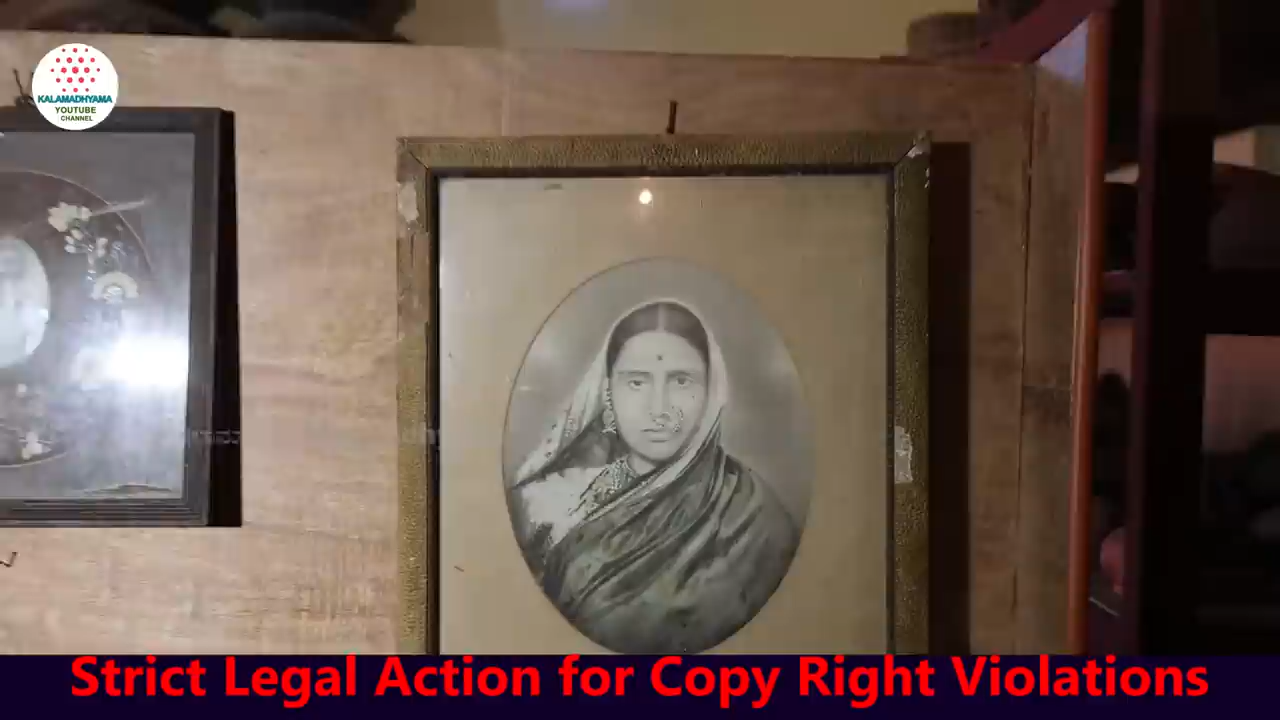 KALAMADHYAMA
YOUTUBE
CHANNEL
Strict Legal Action for Copy Right Violations